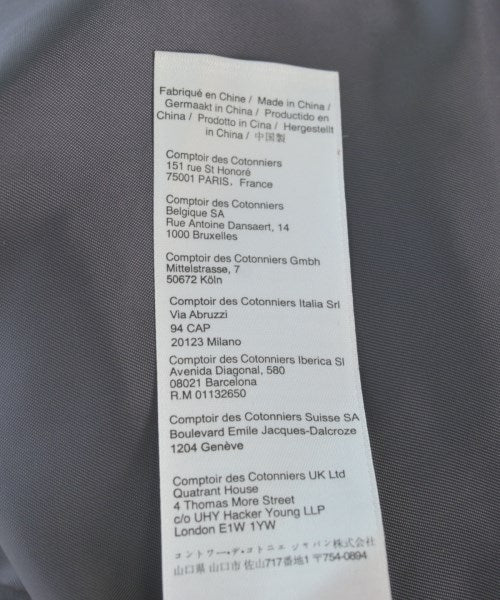 Fabriqué en Chine / Made in China /
Germaakt in China / Productido en
China / Prodotto in Cina / Hergestellt
in China / 中国製
Comptoir des Cotonniers
151 rue St Honoré
75001 PARIS, France
Comptoir des Cotonniers
Belgique SA
Rue Antoine Dansaert, 14
1000 Bruxelles
Comptoir des Cotonniers Gmbh
Mittelstrasse, 7
50672 Köln
Comptoir des Cotonniers Italia Srl
Via Abruzzi
94 CAP
20123 Milano
Comptoir des Cotonniers Iberica Sl
Avenida Diagonal, 580
08021 Barcelona
R.M 01132650
Comptoir des Cotonniers Suisse SA
Boulevard Emile Jacques-Dalcroze
1204 Genève
Comptoir des Cotonniers UK Ltd
Quatrant House
4 Thomas More Street
c/o UHY Hacker Young LLP
London E1W 1YW
コントワー・デ・コトニエ ジャパン株式会社
山口県 山口市 佐山717番地1 〒754-0894